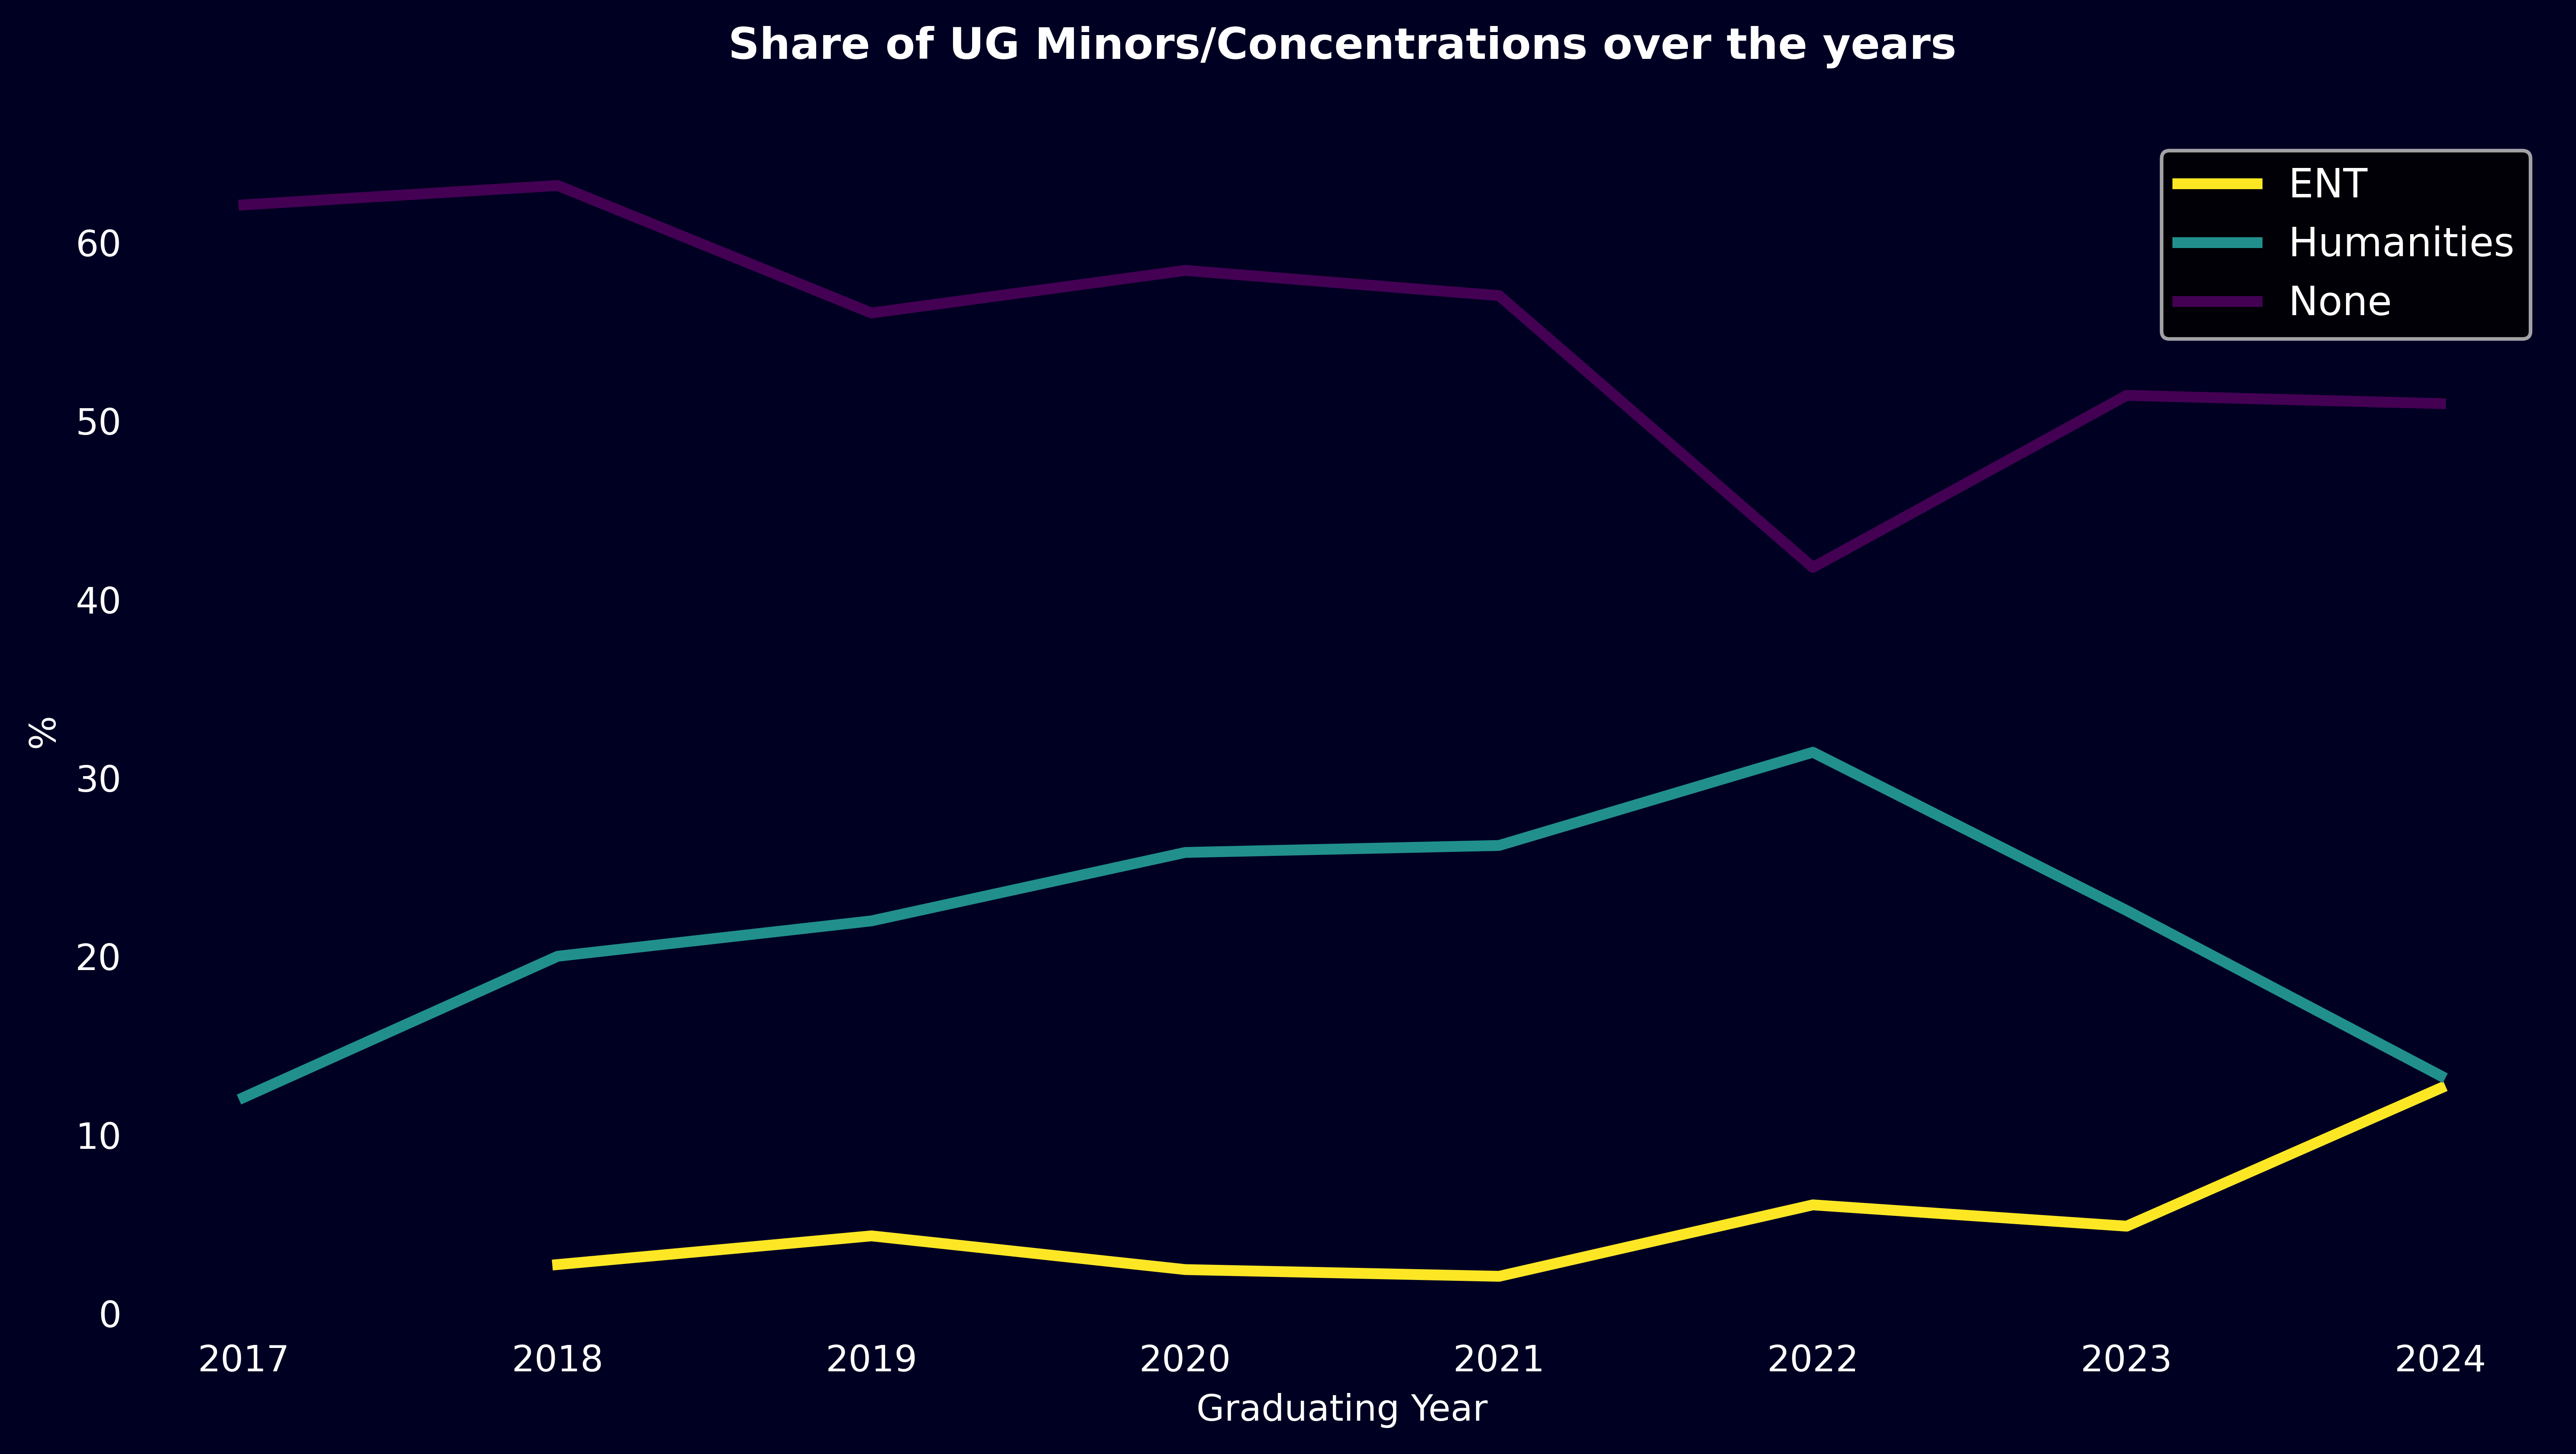 Share of UG Minors/Concentrations over the years
ENT
Humanities
None
60
50
40
30
20
10
0
%
2017 2018 2019 2020 2021 2022 2023 2024
Graduating Year